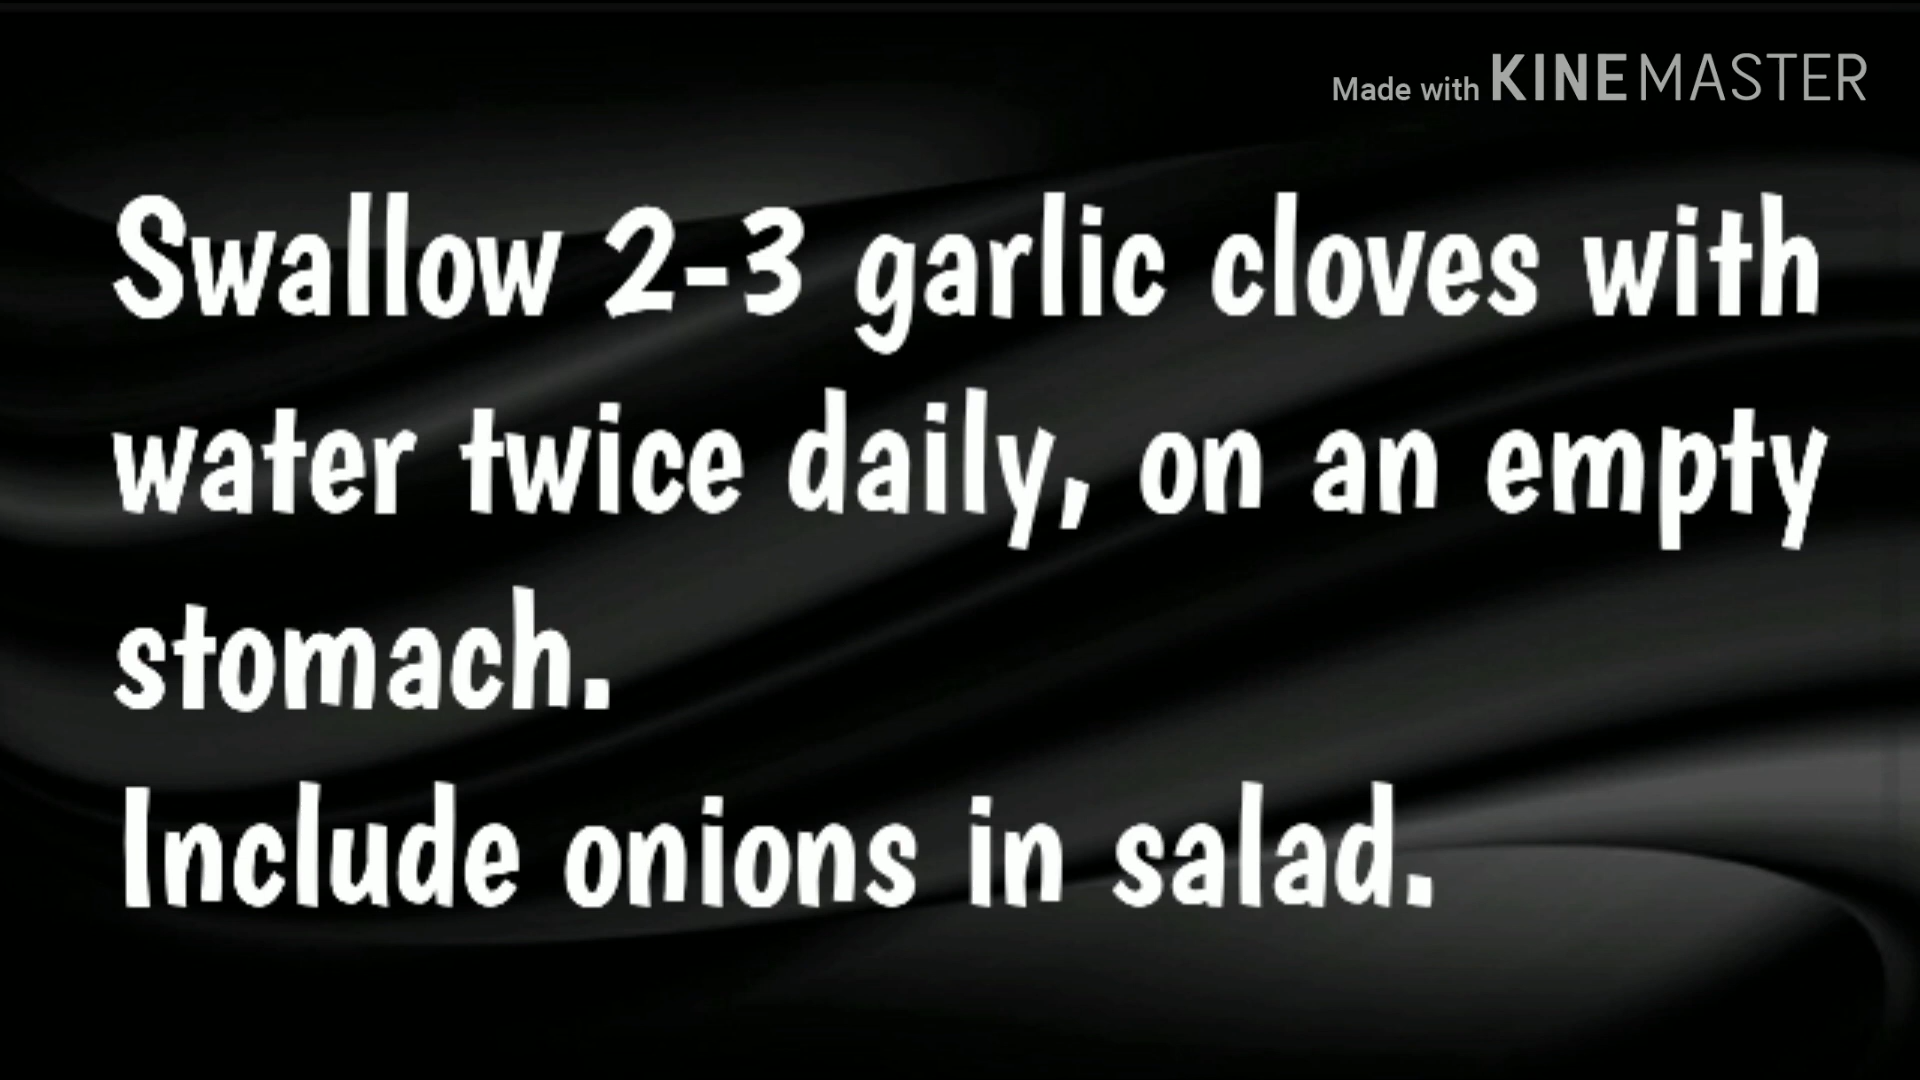 Made with KINEMASTER
Swallow 2-3 garlic cloves with
water twice daily, on an empty
stomach.
Include onions in salad.